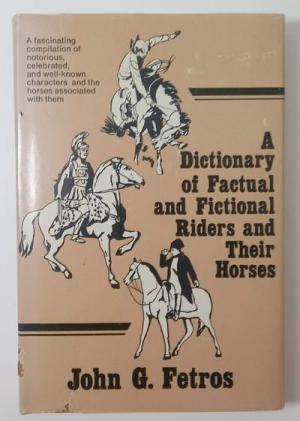 A fascinating
compilation of
notorious,
celebrated,
and well-known
characters and the
horses associated
with them
A
Dictionary
of Factual
and Fictional
Riders and
Their
Horses
John G. Fetros